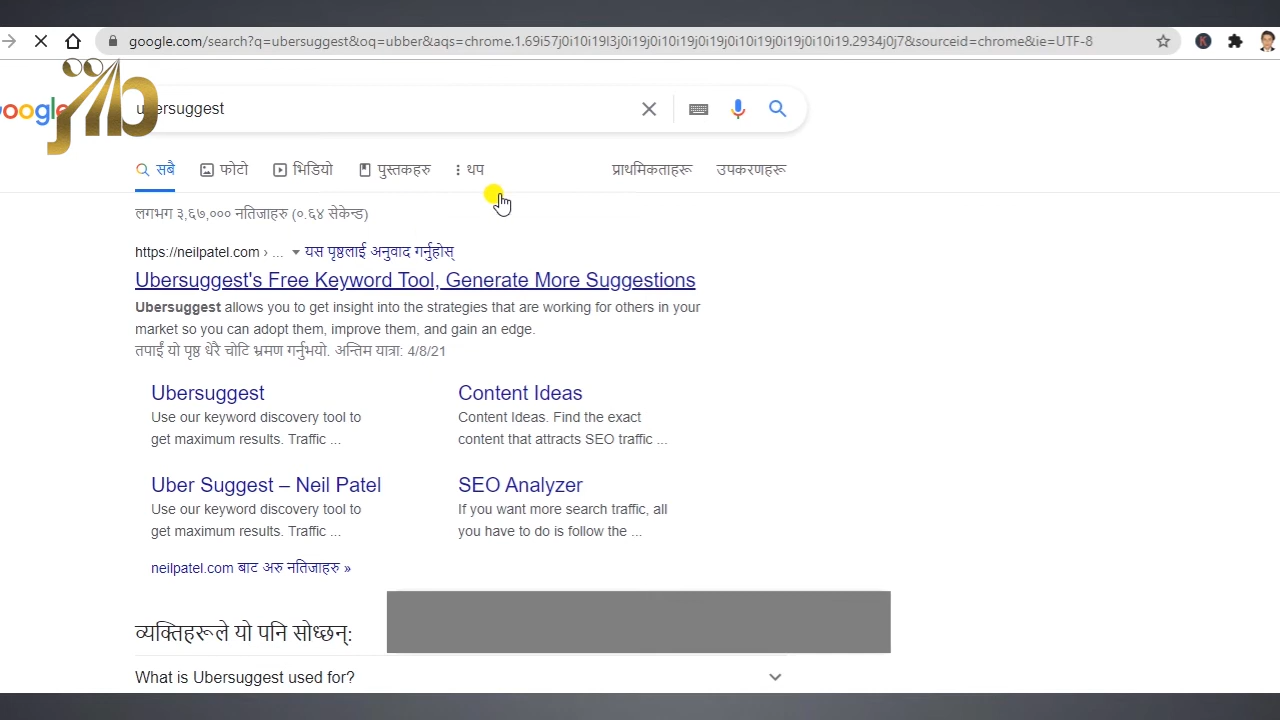 google.com/search?q=ubersuggest&oq=ubber&aqs=chrome.1.69i57j0i10i19l3j0i19j0i10i19j0i19j0i10i19j0i19j0i10i19.2934j0j7&sourceid=chrome&ie=UTF-8
Google
ubersuggest
jjb
सबै फोटो भिडियो पुस्तकहरु थप प्राथमिकताहरू उपकरणहरू
लगभग ३,६७,००० नतिजाहरु (०.६४ सेकेन्ड)
https://neilpatel.com › ... यस पृष्ठलाई अनुवाद गर्नुहोस्
Ubersuggest's Free Keyword Tool, Generate More Suggestions
Ubersuggest allows you to get insight into the strategies that are working for others in your
market so you can adopt them, improve them, and gain an edge.
तपाईं यो पृष्ठ धेरै चोटि भ्रमण गर्नुभयो. अन्तिम यात्रा: 4/8/21
Ubersuggest Content Ideas
Use our keyword discovery tool to Content Ideas. Find the exact
get maximum results. Traffic ... content that attracts SEO traffic ...
Uber Suggest – Neil Patel SEO Analyzer
Use our keyword discovery tool to If you want more search traffic, all
get maximum results. Traffic ... you have to do is follow the ...
neilpatel.com बाट अरु नतिजाहरु »
व्यक्तिहरूले यो पनि सोध्छन्:
What is Ubersuggest used for?